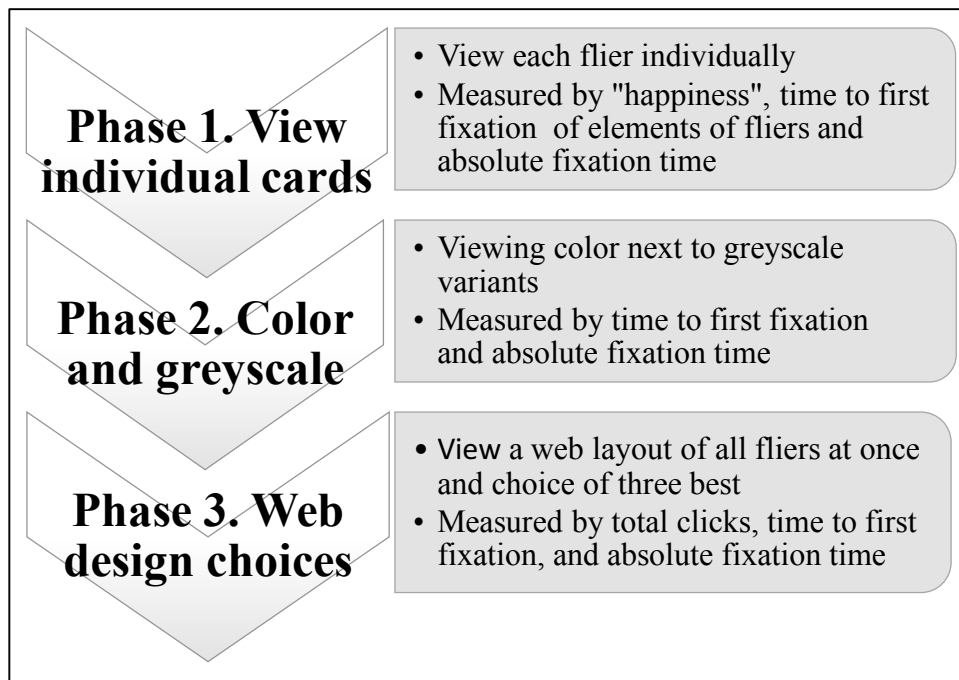 Phase 1. View
individual cards
• View each flier individually
• Measured by "happiness", time to first
fixation of elements of fliers and
absolute fixation time
Phase 2. Color
and greyscale
• Viewing color next to greyscale
variants
• Measured by time to first fixation
and absolute fixation time
Phase 3. Web
design choices
• View a web layout of all fliers at once
and choice of three best
• Measured by total clicks, time to first
fixation, and absolute fixation time